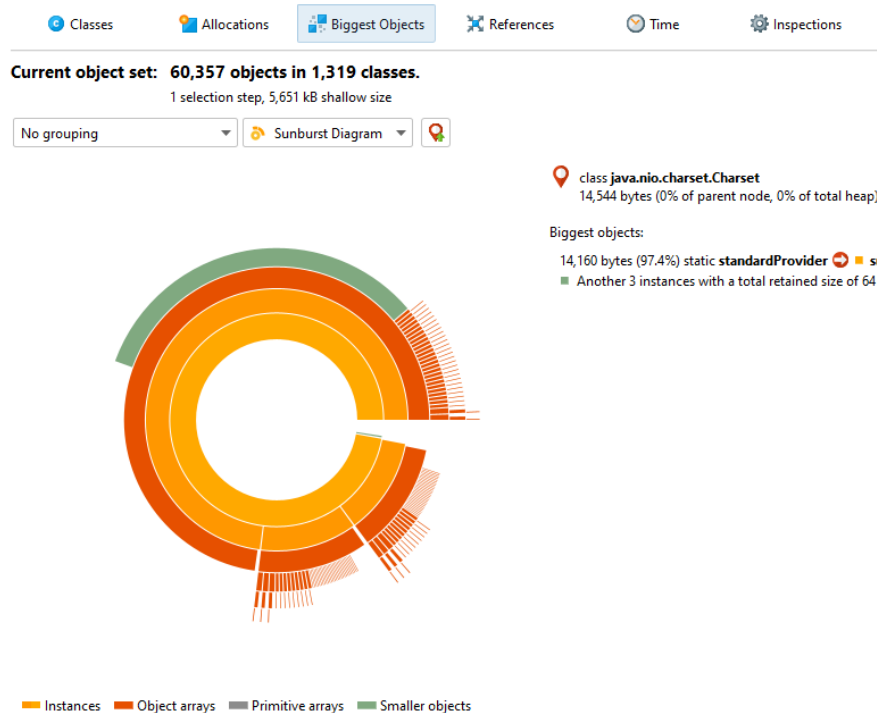 Classes Allocations Biggest Objects References Time Inspections
Current object set: 60,357 objects in 1,319 classes.
1 selection step, 5,651 kB shallow size
No grouping Sunburst Diagram
class java.nio.charset.Charset
14,544 bytes (0% of parent node, 0% of total heap)
Biggest objects:
14,160 bytes (97.4%) static standardProvider
Another 3 instances with a total retained size of 64
Instances Object arrays Primitive arrays Smaller objects